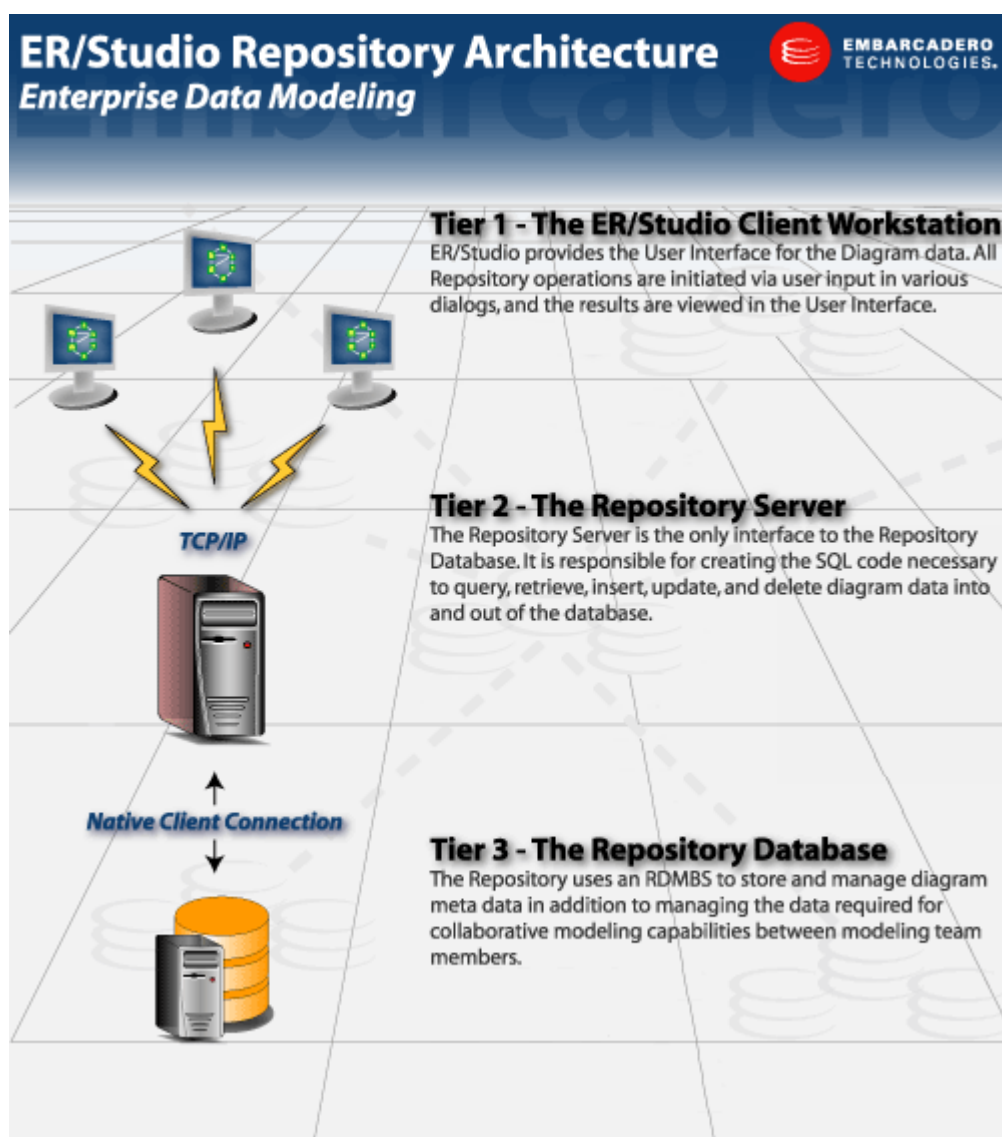 ER/Studio Repository Architecture
Enterprise Data Modeling
EMBARCADERO
TECHNOLOGIES.
Embarcadero
Tier 1 - The ER/Studio Client Workstation
ER/Studio provides the User Interface for the Diagram data. All
Repository operations are initiated via user input in various
dialogs, and the results are viewed in the User Interface.
TCP/IP
Tier 2 - The Repository Server
The Repository Server is the only interface to the Repository
Database. It is responsible for creating the SQL code necessary
to query, retrieve, insert, update, and delete diagram data into
and out of the database.
Native Client Connection
Tier 3 - The Repository Database
The Repository uses an RDMBS to store and manage diagram
meta data in addition to managing the data required for
collaborative modeling capabilities between modeling team
members.